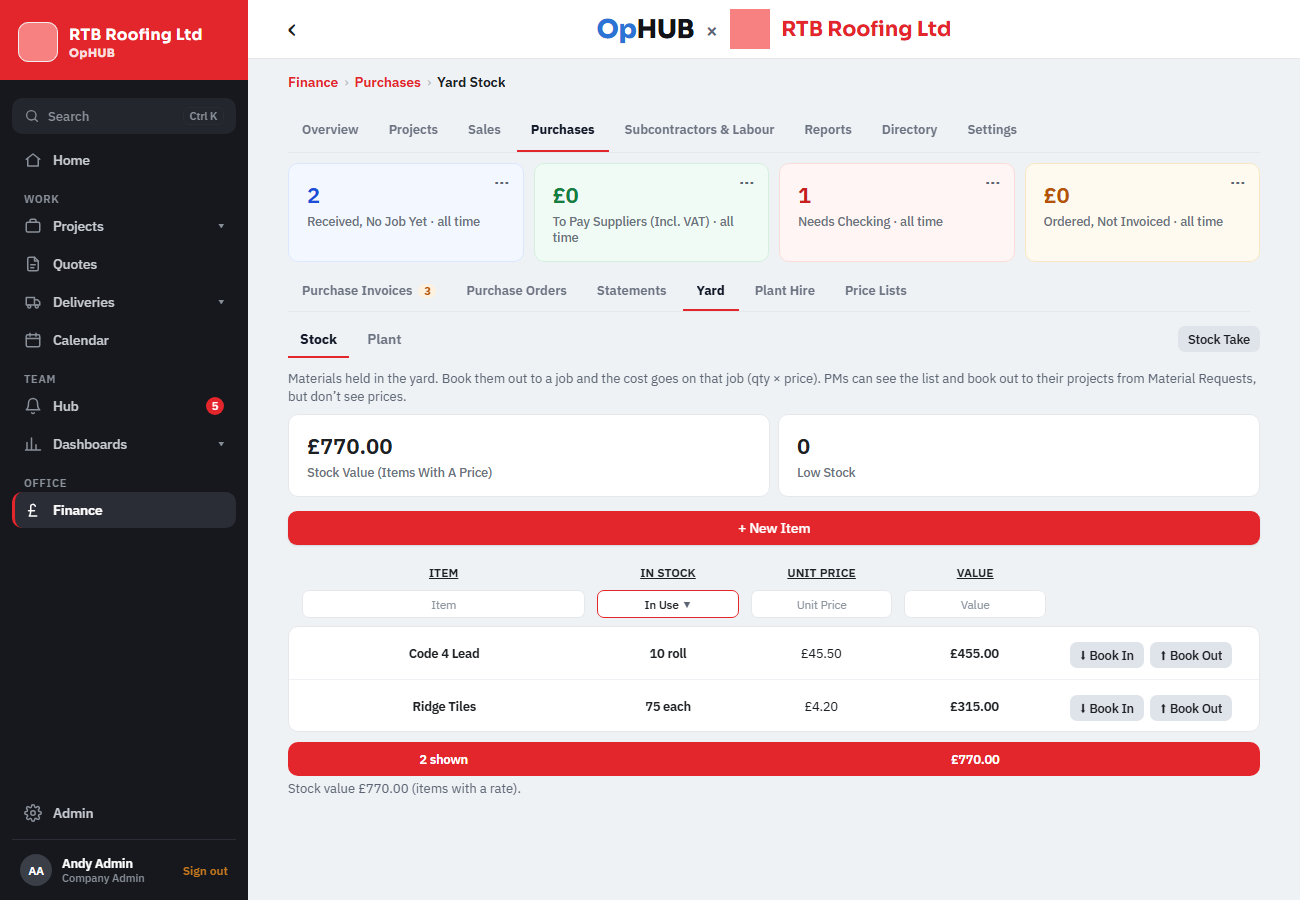 RTB Roofing Ltd
OpHUB
Search Ctrl K
Home
WORK
Projects
Quotes
Deliveries
Calendar
TEAM
Hub 5
Dashboards
OFFICE
£ Finance
Admin
AA Andy Admin
Company Admin
Sign out
OpHUB × RTB Roofing Ltd
Finance › Purchases › Yard Stock
Overview Projects Sales Purchases Subcontractors & Labour Reports Directory Settings
2
Received, No Job Yet · all time
£0
To Pay Suppliers (Incl. VAT) · all
time
1
Needs Checking · all time
£0
Ordered, Not Invoiced · all time
Purchase Invoices 3 Purchase Orders Statements Yard Plant Hire Price Lists
Stock Plant Stock Take
Materials held in the yard. Book them out to a job and the cost goes on that job (qty × price). PMs can see the list and book out to their projects from Material Requests,
but don’t see prices.
£770.00
Stock Value (Items With A Price)
0
Low Stock
+ New Item
ITEM IN STOCK UNIT PRICE VALUE
Item In Use ▾ Unit Price Value
Code 4 Lead 10 roll £45.50 £455.00 ⬇ Book In ⬆ Book Out
Ridge Tiles 75 each £4.20 £315.00 ⬇ Book In ⬆ Book Out
2 shown £770.00
Stock value £770.00 (items with a rate).